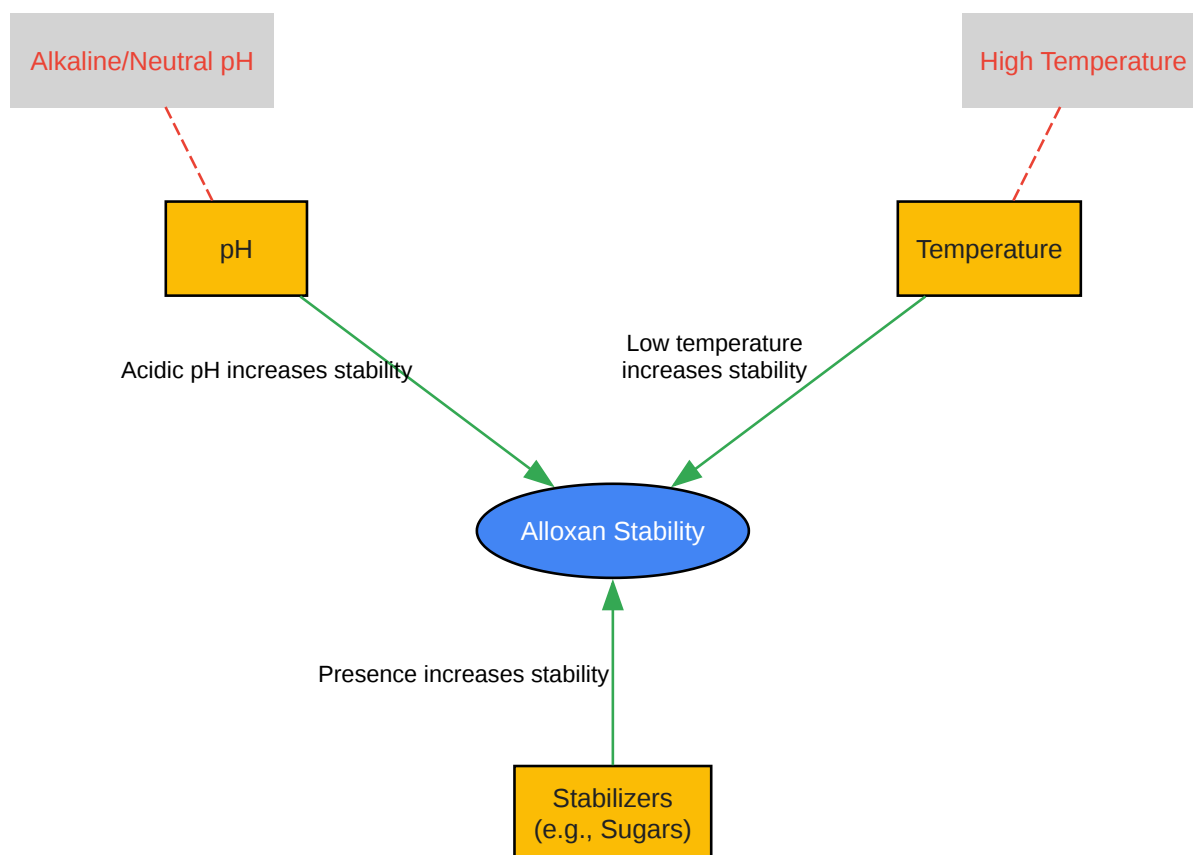 Alkaline/Neutral pH
High Temperature
pH
Temperature
Acidic pH increases stability
Low temperature
increases stability
Alloxan Stability
Presence increases stability
Stabilizers
(e.g., Sugars)